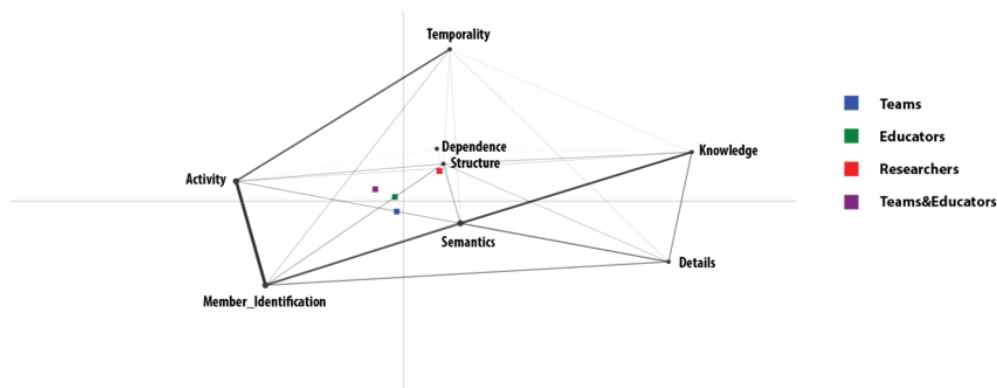 Temporality
Dependence
Structure
Knowledge
Activity
Semantics
Details
Member_Identification
Teams
Educators
Researchers
Teams&Educators